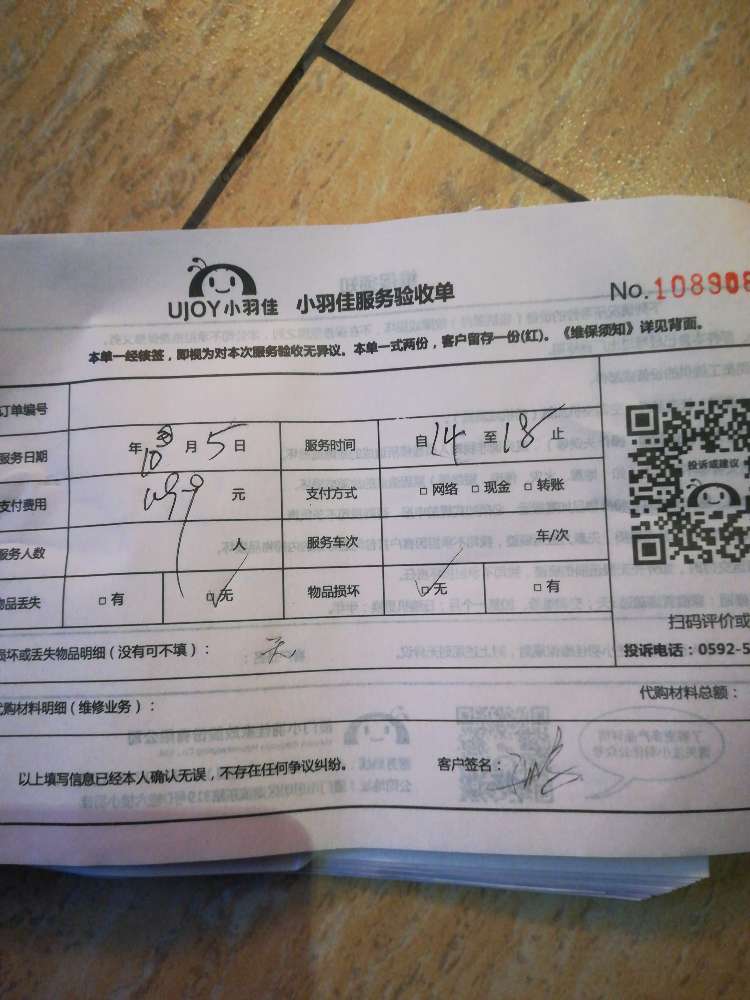 UJOY小羽佳 小羽佳服务验收单 No.108908
本单一经核签，即视为对本次服务验收无异议。本单一式两份，客户留存一份(红)。《维保须知》详见背面。
订单编号
服务日期 年 10 月 5 日 服务时间 自 14 至 18 止
支付费用 元 支付方式 □ 网络 □ 现金 □ 转账
服务人数 人 服务车次 车/次
物品丢失 □ 有 □ 无 物品损坏 □ 无 □ 有
投诉或建议
扫码评价或
损坏或丢失物品明细（没有可不填）： 无 投诉电话：0592-5
代购材料明细（维修业务）： 代购材料总额：
以上填写信息已经本人确认无误，不存在任何争议纠纷。 客户签名：